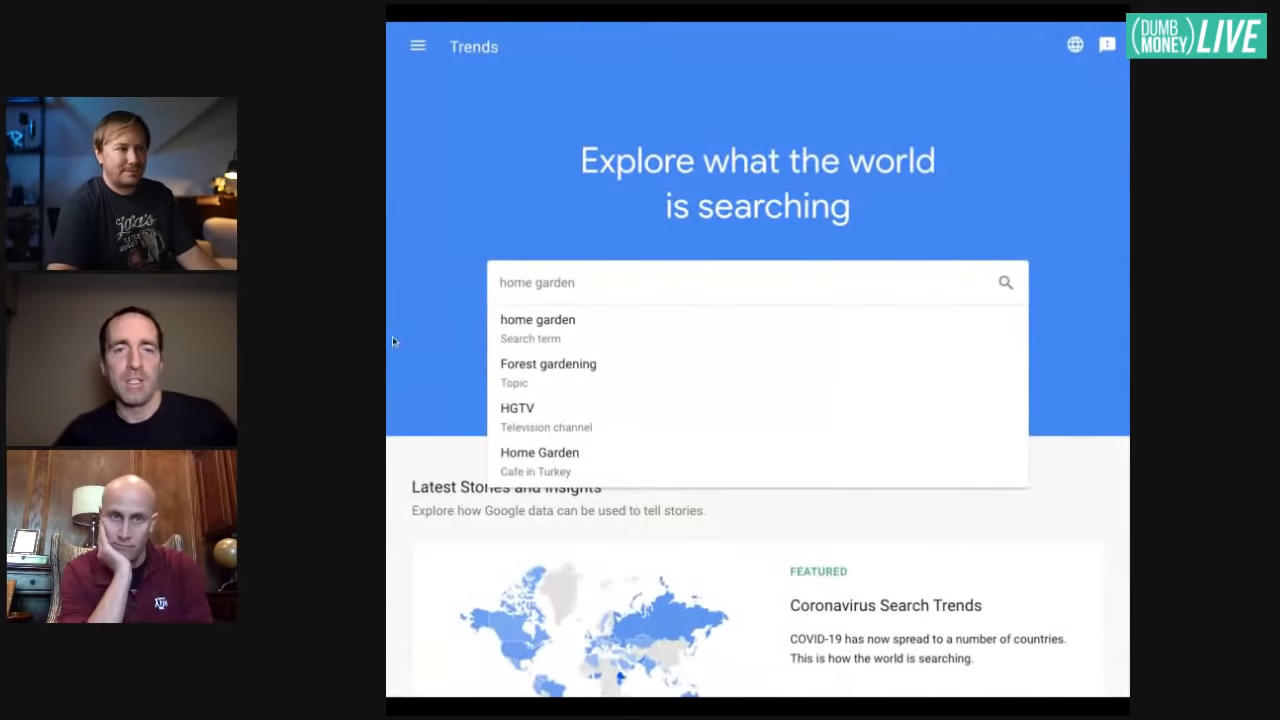 Trends
(DUMB MONEY) LIVE
Explore what the world
is searching
home garden
home garden
Search term
Forest gardening
Topic
HGTV
Television channel
Home Garden
Cafe in Turkey
Latest Stories and Insights
Explore how Google data can be used to tell stories.
FEATURED
Coronavirus Search Trends
COVID-19 has now spread to a number of countries.
This is how the world is searching.